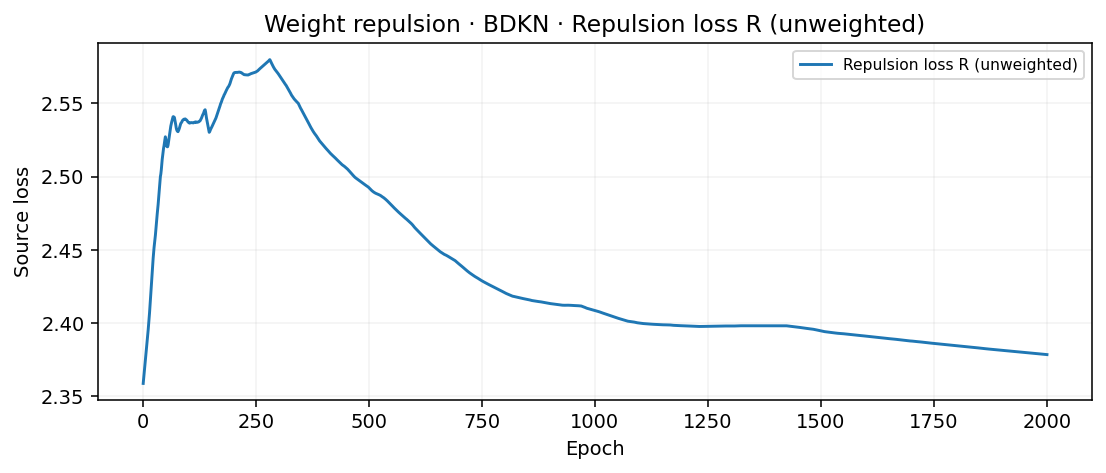 Weight repulsion · BDKN · Repulsion loss R (unweighted)
Repulsion loss R (unweighted)
Source loss
2.55
2.50
2.45
2.40
2.35
0 250 500 750 1000 1250 1500 1750 2000
Epoch